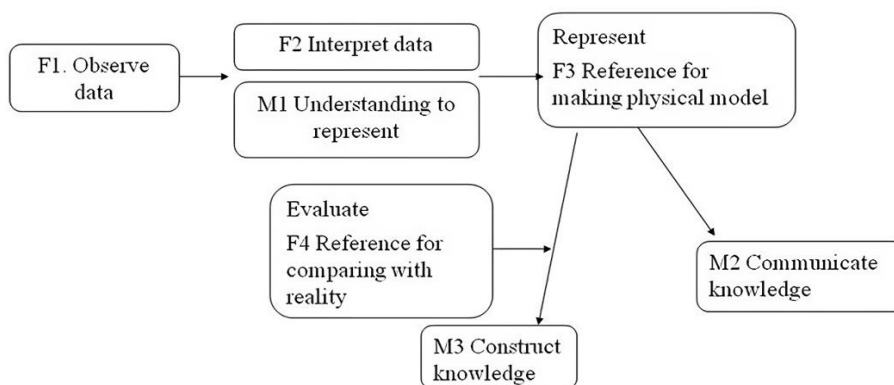 F1. Observe
data
F2 Interpret data
M1 Understanding to
represent
Represent
F3 Reference for
making physical model
Evaluate
F4 Reference for
comparing with
reality
M2 Communicate
knowledge
M3 Construct
knowledge